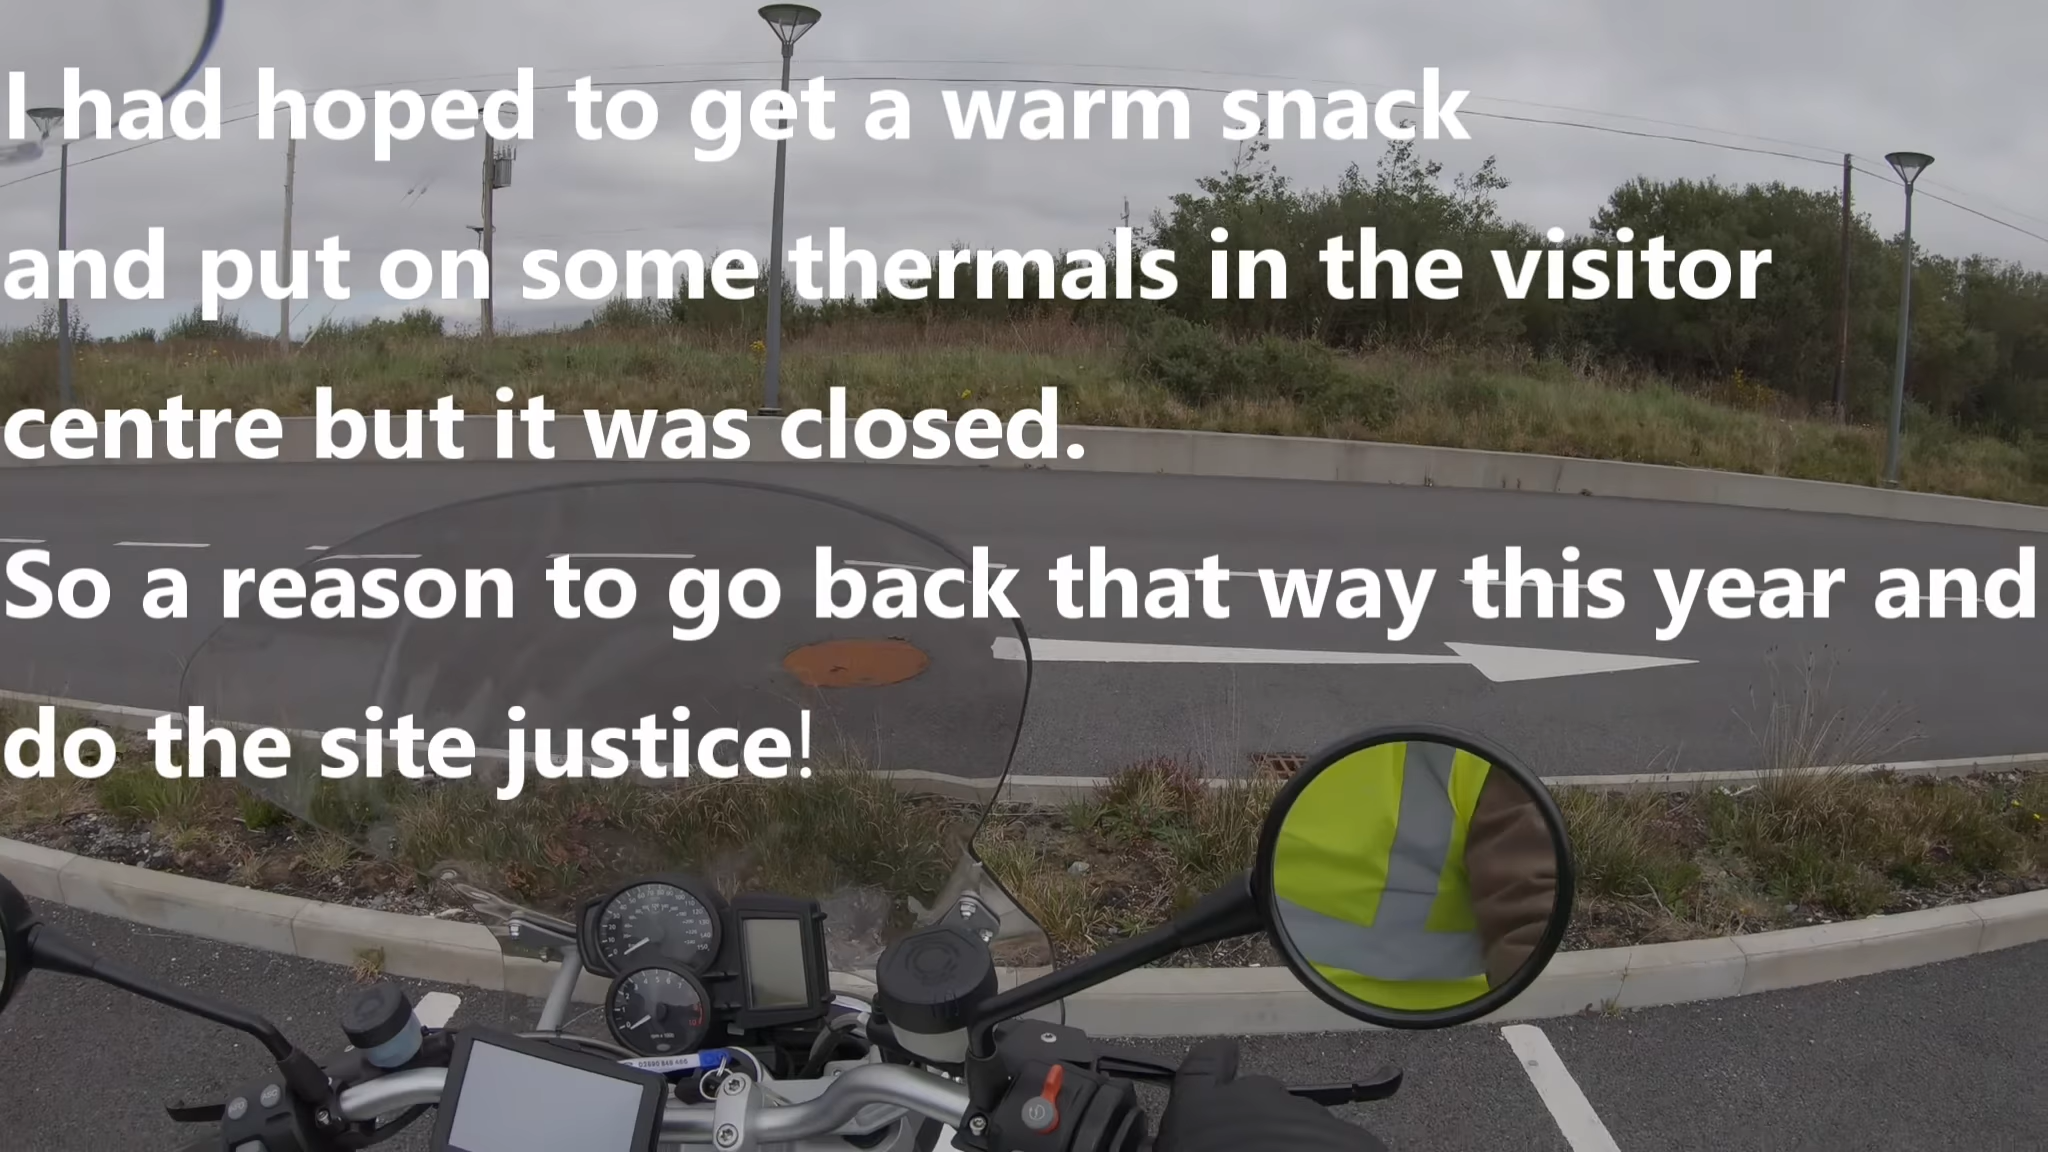 I had hoped to get a warm snack
and put on some thermals in the visitor
centre but it was closed.
So a reason to go back that way this year and
do the site justice!